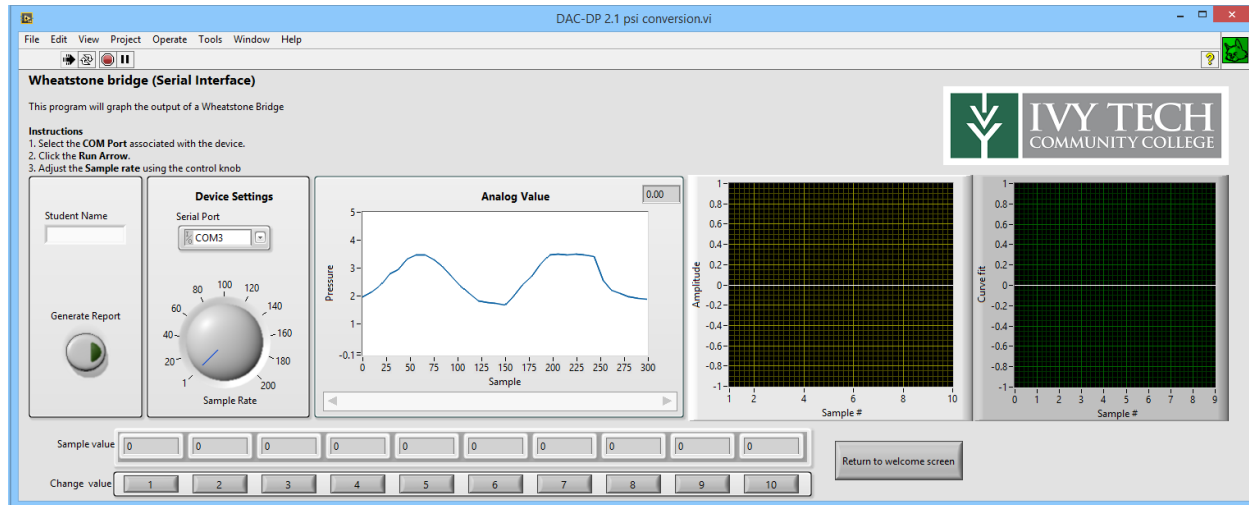 DAC-DP 2.1 psi conversion.vi
File Edit View Project Operate Tools Window Help
Wheatstone bridge (Serial Interface)
This program will graph the output of a Wheatstone Bridge
Instructions
1. Select the COM Port associated with the device.
2. Click the Run Arrow.
3. Adjust the Sample rate using the control knob
IVY TECH
COMMUNITY COLLEGE
Student Name
Generate Report
Device Settings
Serial Port
COM3
1 20 40 60 80 100 120 140 160 180 200
Sample Rate
Analog Value
0.00
Pressure
5
4
3
2
1
-0.1
0 25 50 75 100 125 150 175 200 225 250 275 300
Sample
Amplitude
1
0.8
0.6
0.4
0.2
0
-0.2
-0.4
-0.6
-0.8
-1
1 2 4 6 8 10
Sample #
Curve fit
1
0.8
0.6
0.4
0.2
0
-0.2
-0.4
-0.6
-0.8
-1
0 1 2 3 4 5 6 7 8 9
Sample #
Sample value 0 0 0 0 0 0 0 0 0 0
Change value 1 2 3 4 5 6 7 8 9 10
Return to welcome screen